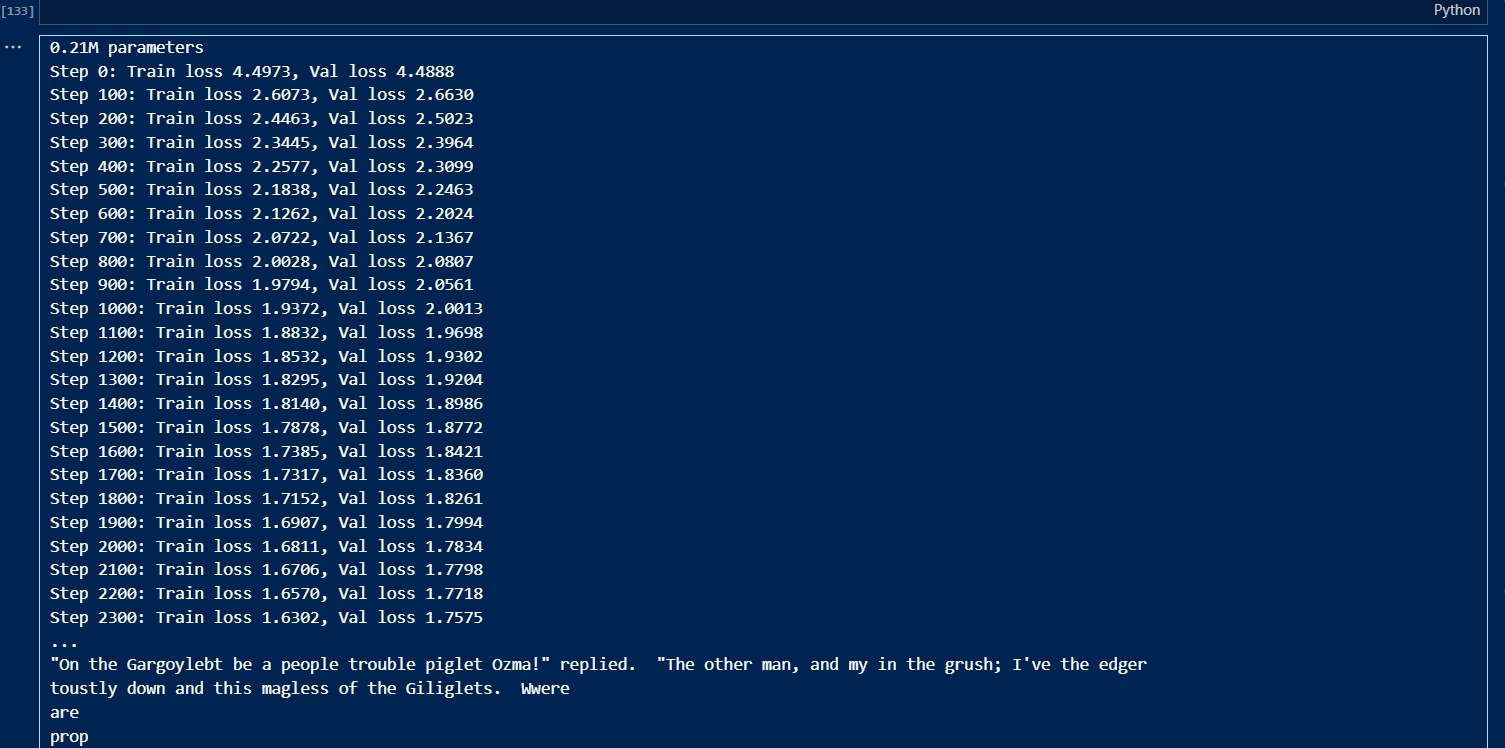 [133]
Python
...
0.21M parameters
Step 0: Train loss 4.4973, Val loss 4.4888
Step 100: Train loss 2.6073, Val loss 2.6630
Step 200: Train loss 2.4463, Val loss 2.5023
Step 300: Train loss 2.3445, Val loss 2.3964
Step 400: Train loss 2.2577, Val loss 2.3099
Step 500: Train loss 2.1838, Val loss 2.2463
Step 600: Train loss 2.1262, Val loss 2.2024
Step 700: Train loss 2.0722, Val loss 2.1367
Step 800: Train loss 2.0028, Val loss 2.0807
Step 900: Train loss 1.9794, Val loss 2.0561
Step 1000: Train loss 1.9372, Val loss 2.0013
Step 1100: Train loss 1.8832, Val loss 1.9698
Step 1200: Train loss 1.8532, Val loss 1.9302
Step 1300: Train loss 1.8295, Val loss 1.9204
Step 1400: Train loss 1.8140, Val loss 1.8986
Step 1500: Train loss 1.7878, Val loss 1.8772
Step 1600: Train loss 1.7385, Val loss 1.8421
Step 1700: Train loss 1.7317, Val loss 1.8360
Step 1800: Train loss 1.7152, Val loss 1.8261
Step 1900: Train loss 1.6907, Val loss 1.7994
Step 2000: Train loss 1.6811, Val loss 1.7834
Step 2100: Train loss 1.6706, Val loss 1.7798
Step 2200: Train loss 1.6570, Val loss 1.7718
Step 2300: Train loss 1.6302, Val loss 1.7575
...
"On the Gargoylebt be a people trouble piglet Ozma!" replied.  "The other man, and my in the grush; I've the edger
toustly down and this magless of the Giliglets.  Wwere
are
prop